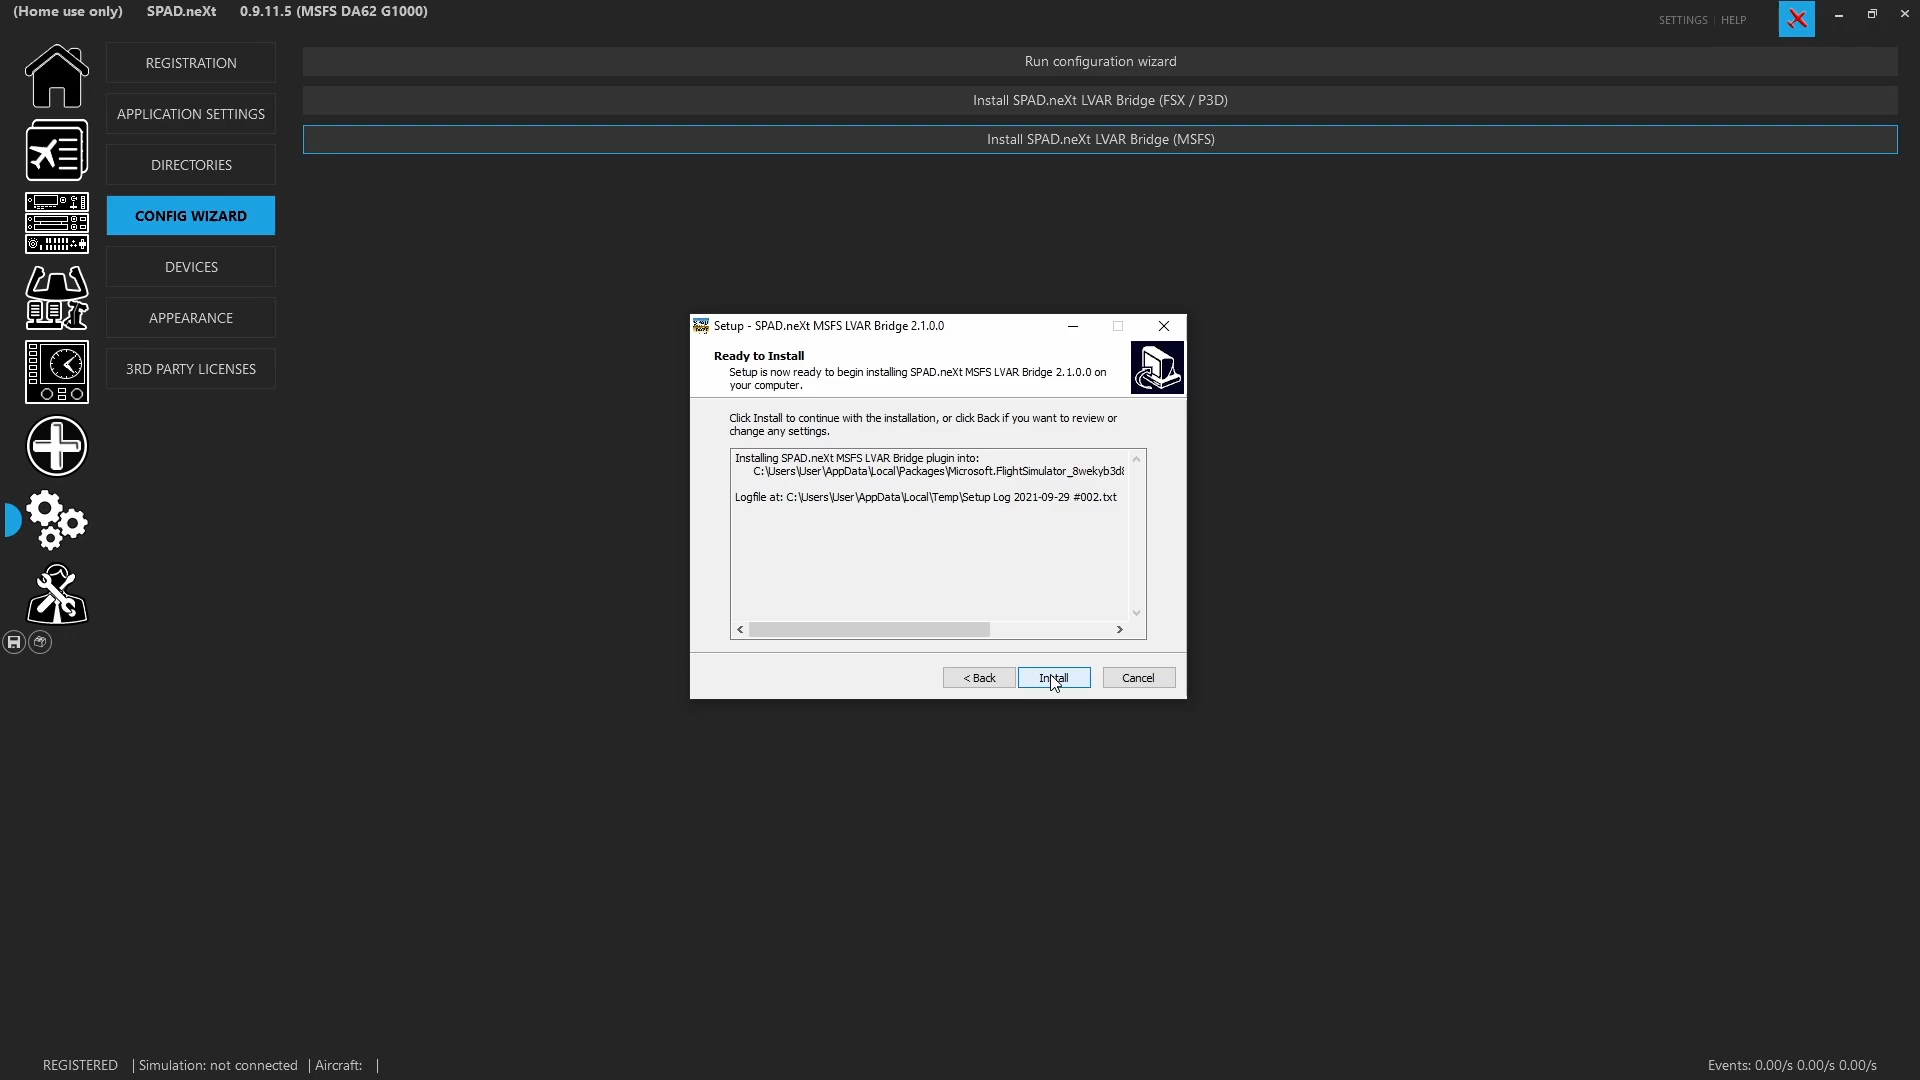 (Home use only) SPAD.neXt 0.9.11.5 (MSFS DA62 G1000)
SETTINGS | HELP
REGISTRATION
APPLICATION SETTINGS
DIRECTORIES
CONFIG WIZARD
DEVICES
APPEARANCE
3RD PARTY LICENSES
Run configuration wizard
Install SPAD.neXt LVAR Bridge (FSX / P3D)
Install SPAD.neXt LVAR Bridge (MSFS)
Setup - SPAD.neXt MSFS LVAR Bridge 2.1.0.0
Ready to Install
Setup is now ready to begin installing SPAD.neXt MSFS LVAR Bridge 2.1.0.0 on
your computer.
Click Install to continue with the installation, or click Back if you want to review or
change any settings.
Installing SPAD.neXt MSFS LVAR Bridge plugin into:
C:\Users\User\AppData\Local\Packages\Microsoft.FlightSimulator_8wekyb3d8
Logfile at: C:\Users\User\AppData\Local\Temp\Setup Log 2021-09-29 #002.txt
< Back
Install
Cancel
REGISTERED | Simulation: not connected | Aircraft: |
Events: 0.00/s 0.00/s 0.00/s